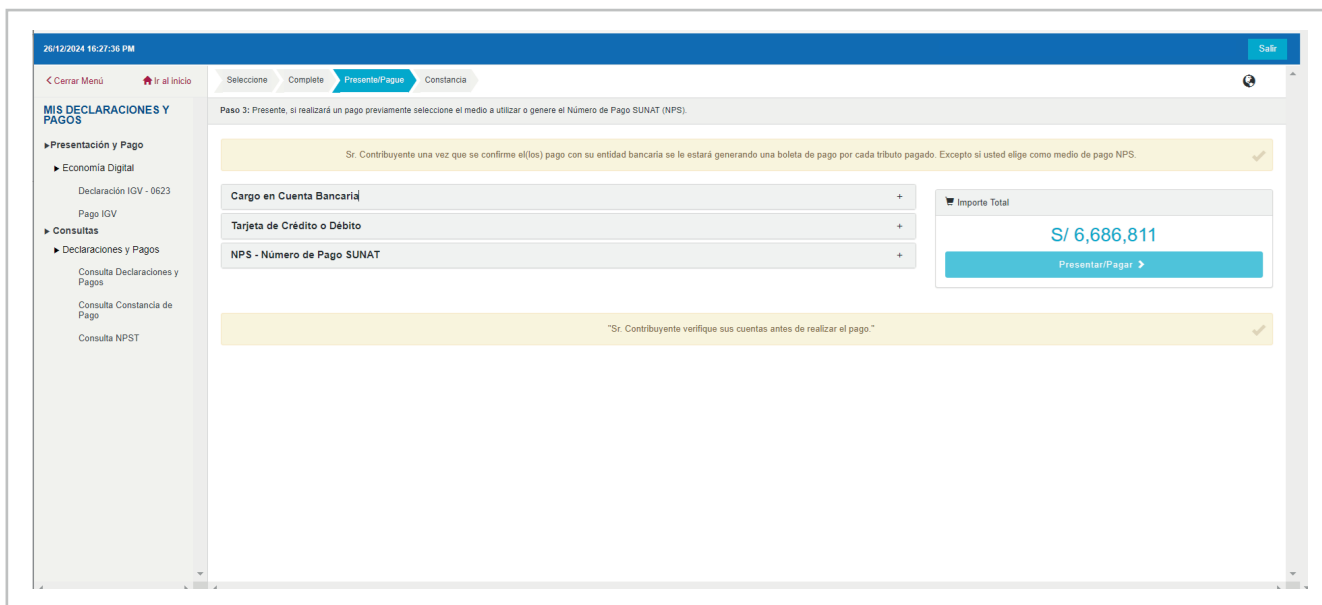 26/12/2024 16:27:36 PM
Salir
Cerrar Menú
Ir al inicio
Seleccione
Complete
Presente/Pague
Constancia
MIS DECLARACIONES Y
PAGOS
Presentación y Pago
Economía Digital
Declaración IGV - 0623
Pago IGV
Consultas
Declaraciones y Pagos
Consulta Declaraciones y
Pagos
Consulta Constancia de
Pago
Consulta NPST
Paso 3: Presente, si realizará un pago previamente seleccione el medio a utilizar o genere el Número de Pago SUNAT (NPS).
Sr. Contribuyente una vez que se confirme el(los) pago con su entidad bancaria se le estará generando una boleta de pago por cada tributo pagado. Excepto si usted elige como medio de pago NPS.
Cargo en Cuenta Bancaria +
Tarjeta de Crédito o Débito +
NPS - Número de Pago SUNAT +
Importe Total
S/ 6,686,811
Presentar/Pagar
"Sr. Contribuyente verifique sus cuentas antes de realizar el pago."